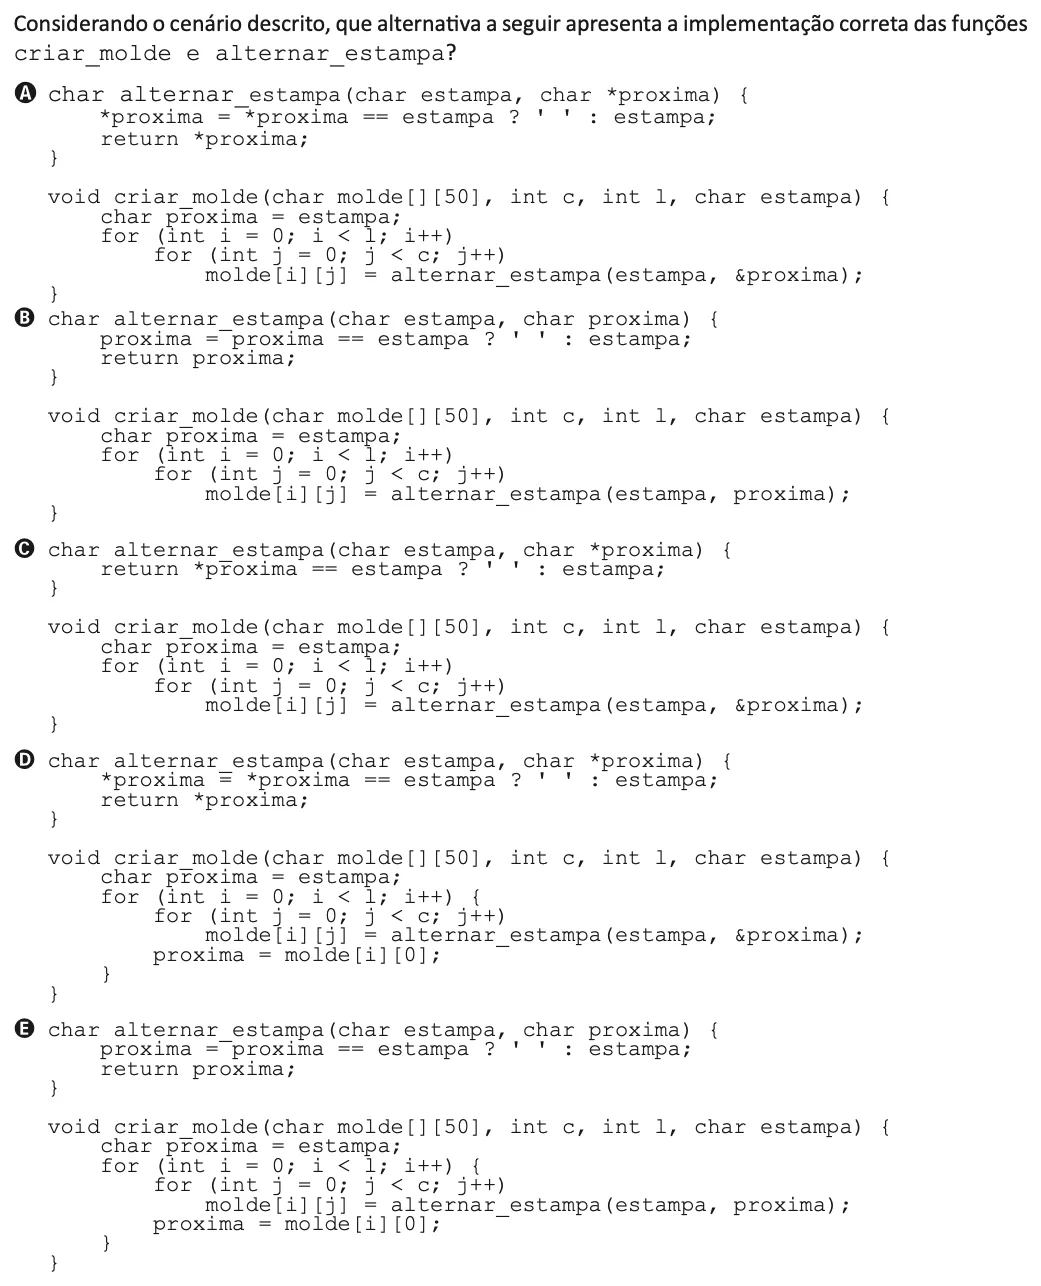 Considerando o cenário descrito, que alternativa a seguir apresenta a implementação correta das funções
criar_molde e alternar_estampa?
A char alternar_estampa(char estampa, char *proxima) {
    *proxima = *proxima == estampa ? ' ' : estampa;
    return *proxima;
}
void criar_molde(char molde[][50], int c, int l, char estampa) {
    char proxima = estampa;
    for (int i = 0; i < l; i++)
        for (int j = 0; j < c; j++)
            molde[i][j] = alternar_estampa(estampa, &proxima);
}
B char alternar_estampa(char estampa, char proxima) {
    proxima = proxima == estampa ? ' ' : estampa;
    return proxima;
}
void criar_molde(char molde[][50], int c, int l, char estampa) {
    char proxima = estampa;
    for (int i = 0; i < l; i++)
        for (int j = 0; j < c; j++)
            molde[i][j] = alternar_estampa(estampa, proxima);
}
C char alternar_estampa(char estampa, char *proxima) {
    return *proxima == estampa ? ' ' : estampa;
}
void criar_molde(char molde[][50], int c, int l, char estampa) {
    char proxima = estampa;
    for (int i = 0; i < l; i++)
        for (int j = 0; j < c; j++)
            molde[i][j] = alternar_estampa(estampa, &proxima);
}
D char alternar_estampa(char estampa, char *proxima) {
    *proxima = *proxima == estampa ? ' ' : estampa;
    return *proxima;
}
void criar_molde(char molde[][50], int c, int l, char estampa) {
    char proxima = estampa;
    for (int i = 0; i < l; i++) {
        for (int j = 0; j < c; j++)
            molde[i][j] = alternar_estampa(estampa, &proxima);
        proxima = molde[i][0];
    }
}
E char alternar_estampa(char estampa, char proxima) {
    proxima = proxima == estampa ? ' ' : estampa;
    return proxima;
}
void criar_molde(char molde[][50], int c, int l, char estampa) {
    char proxima = estampa;
    for (int i = 0; i < l; i++) {
        for (int j = 0; j < c; j++)
            molde[i][j] = alternar_estampa(estampa, proxima);
        proxima = molde[i][0];
    }
}